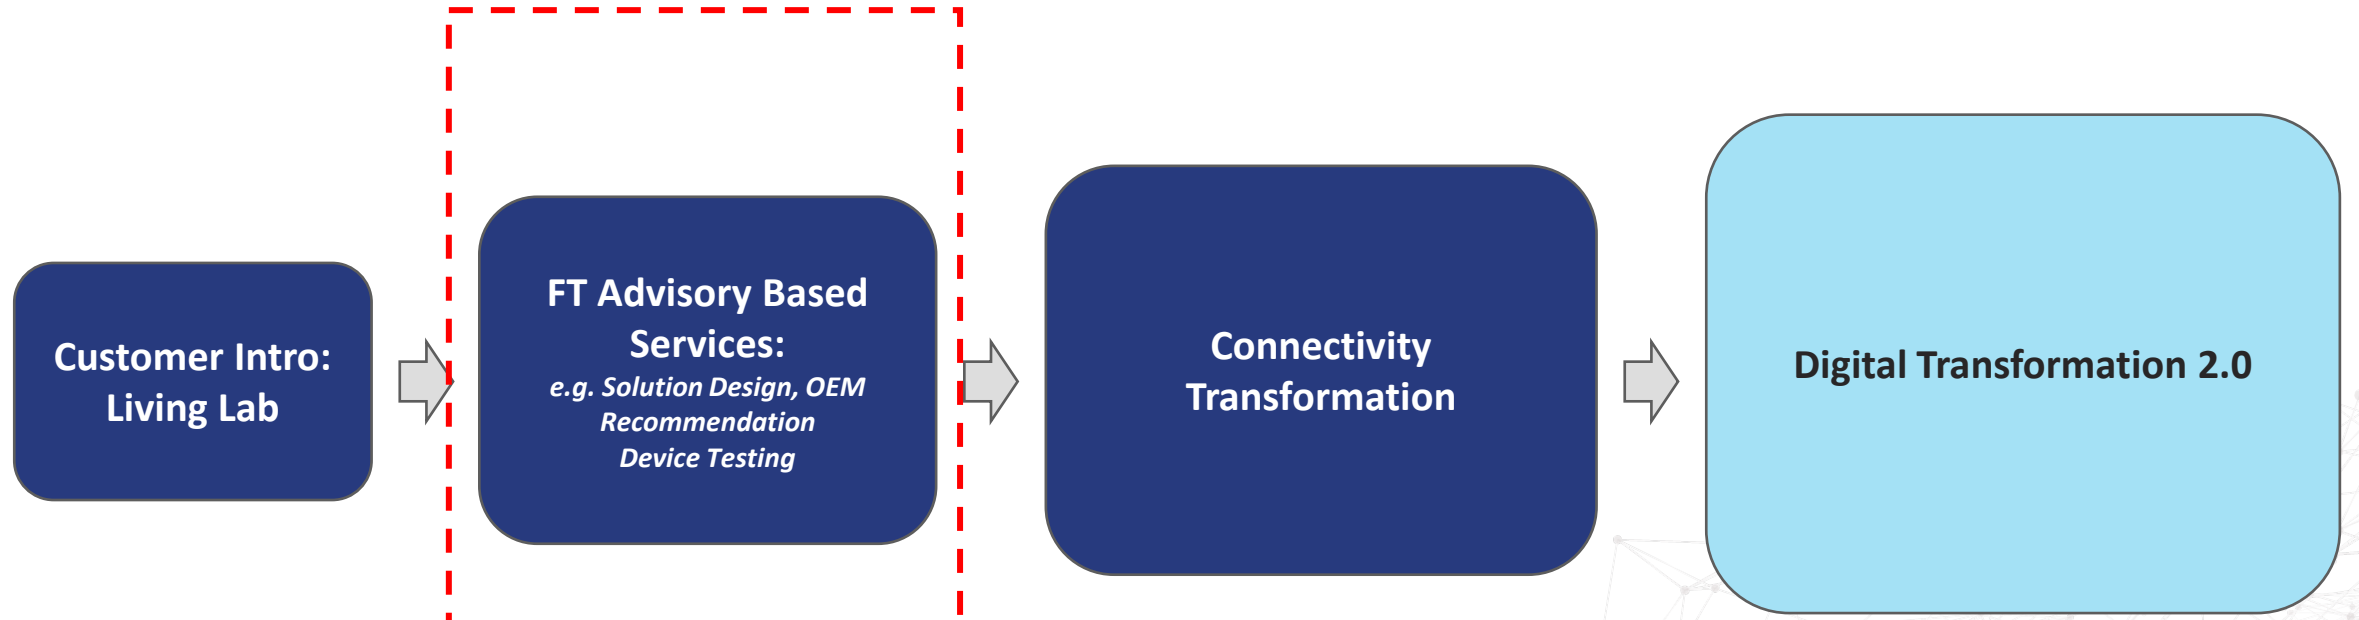 Customer Intro:
Living Lab
FT Advisory Based
Services:
e.g. Solution Design, OEM
Recommendation
Device Testing
Connectivity
Transformation
Digital Transformation 2.0